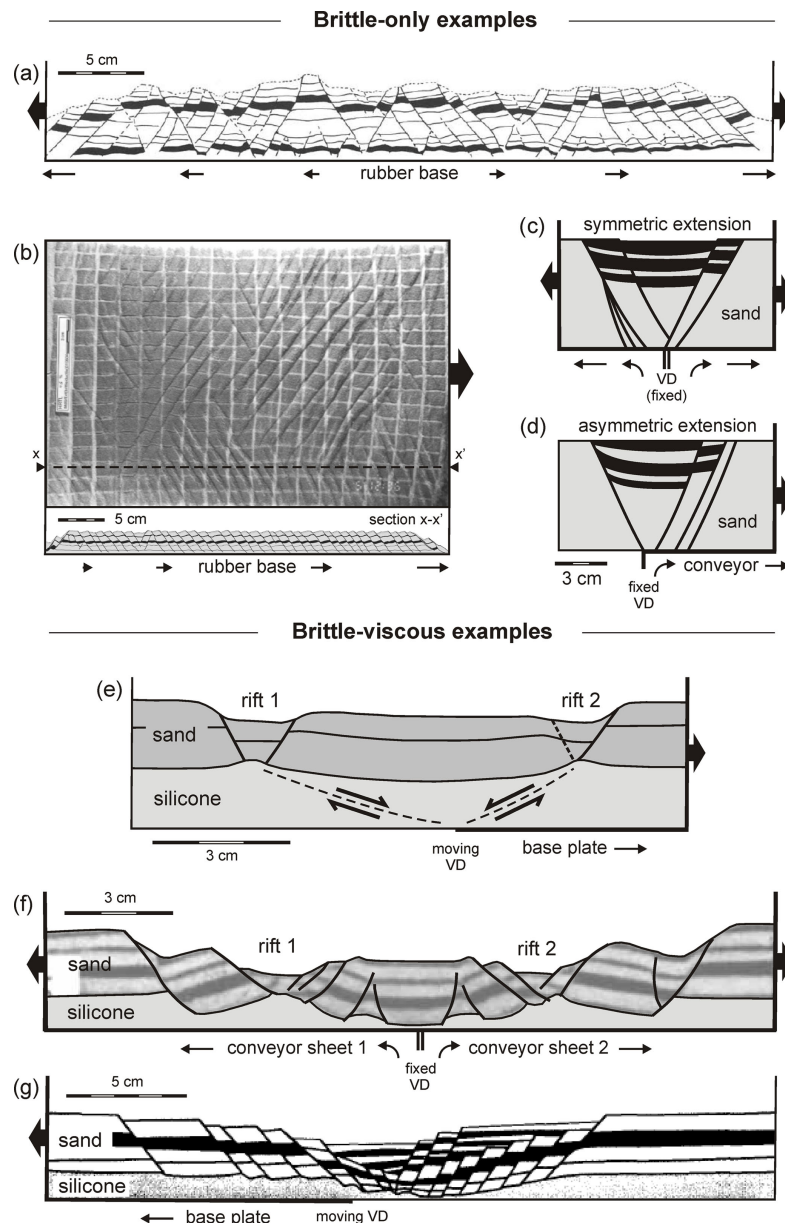 Brittle-only examples
(a)
5 cm
rubber base
(b)
x
x'
5 cm
section x-x'
rubber base
(c)
symmetric extension
sand
VD
(fixed)
(d)
asymmetric extension
sand
3 cm
conveyor
fixed
VD
Brittle-viscous examples
(e)
rift 1
rift 2
sand
silicone
3 cm
moving
VD
base plate
(f)
3 cm
rift 1
rift 2
sand
silicone
conveyor sheet 1
conveyor sheet 2
fixed
VD
(g)
5 cm
sand
silicone
base plate
moving VD